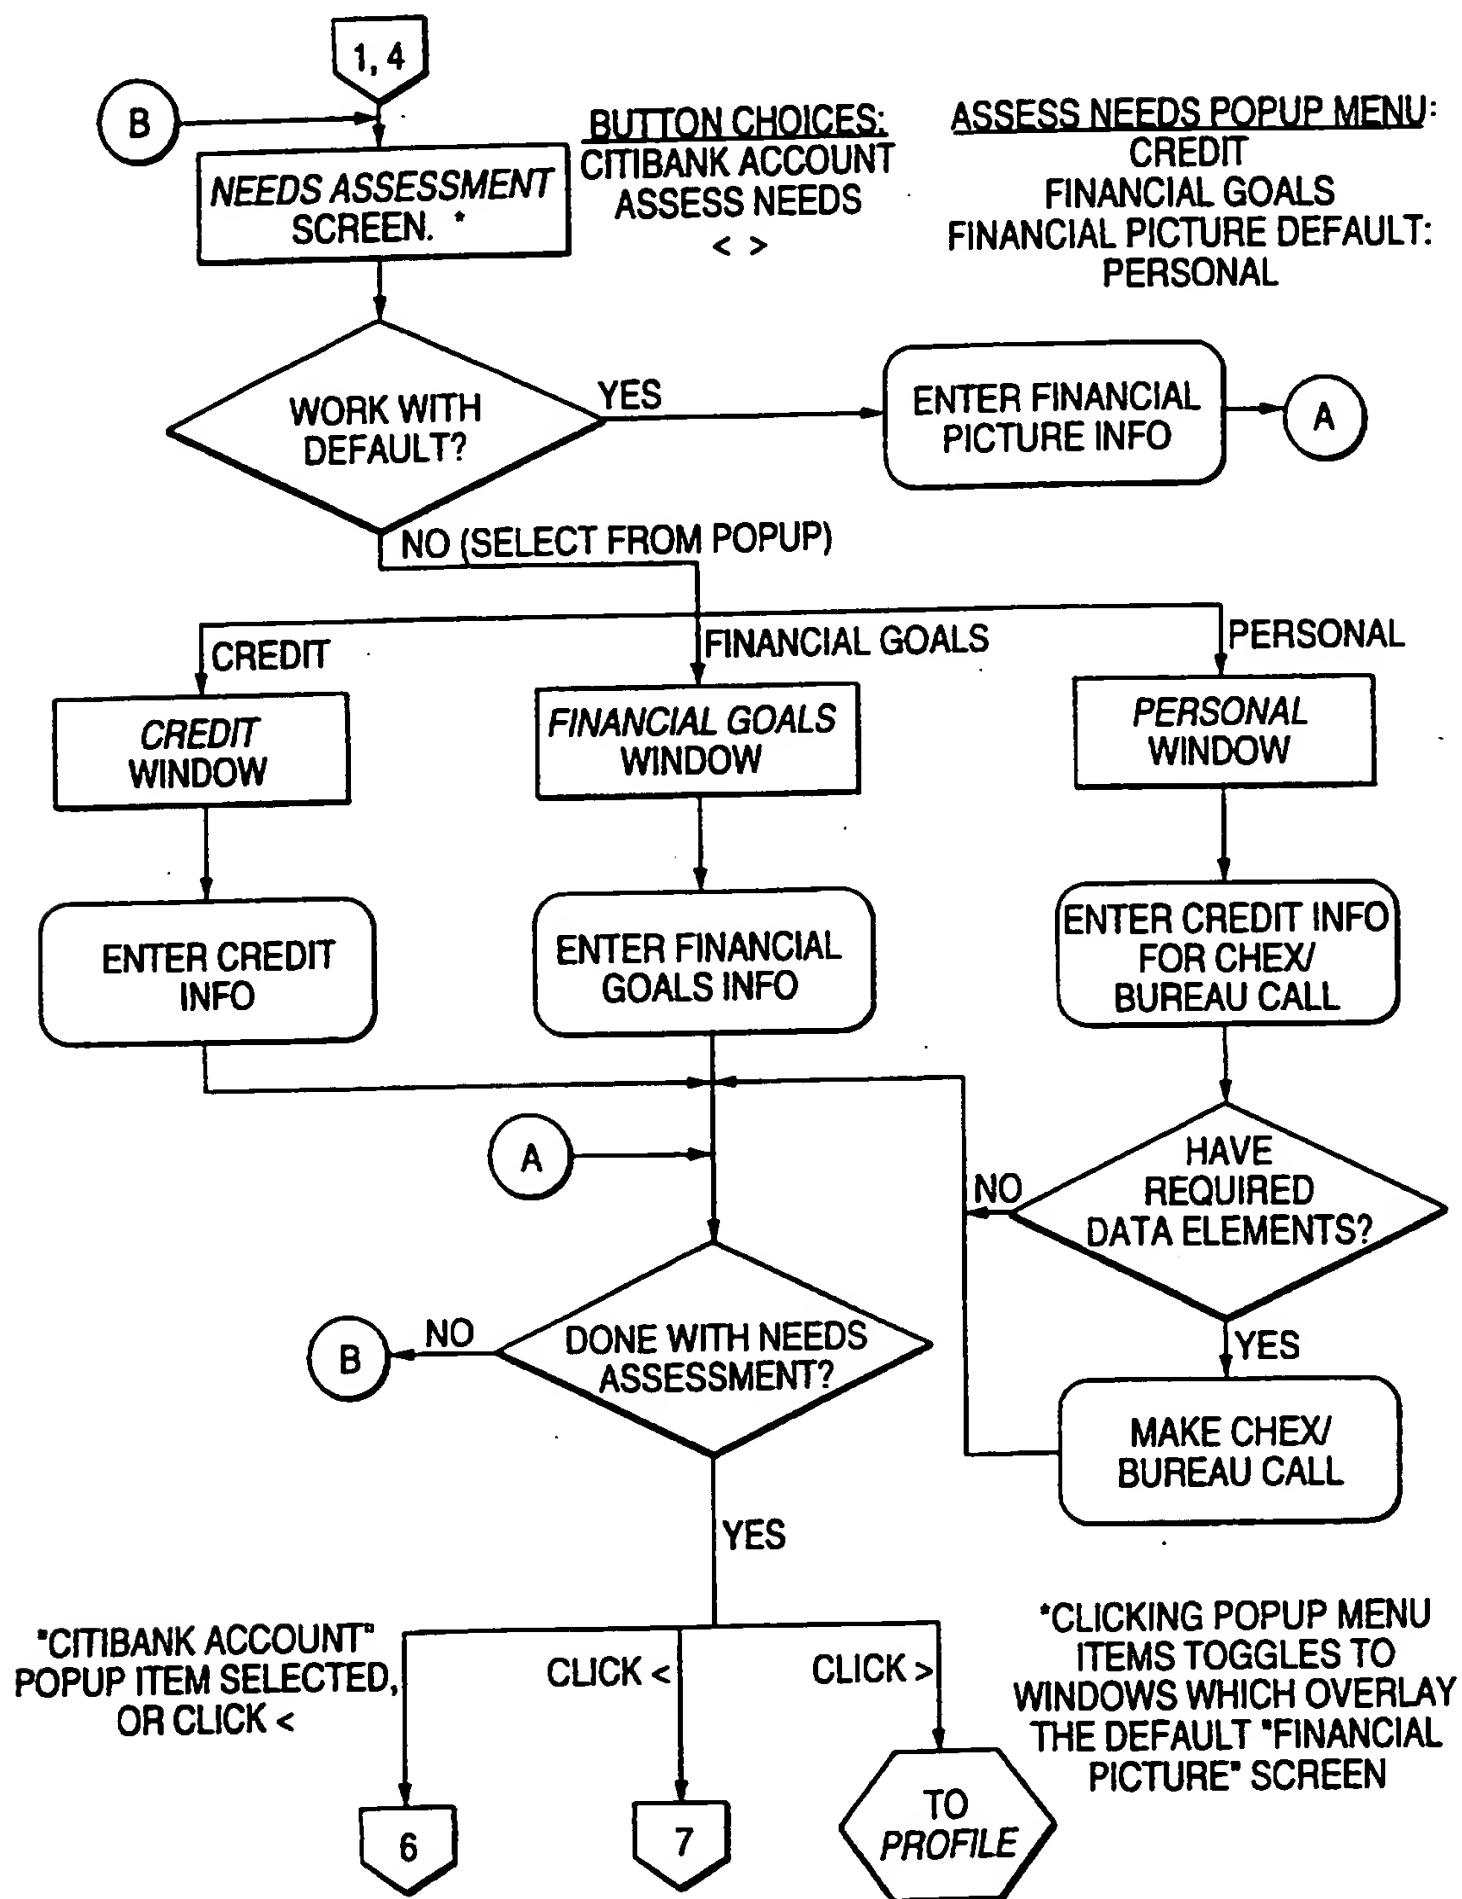 1, 4
B
BUTTON CHOICES:
CITIBANK ACCOUNT
ASSESS NEEDS
< >
ASSESS NEEDS POPUP MENU:
CREDIT
FINANCIAL GOALS
FINANCIAL PICTURE DEFAULT:
PERSONAL
NEEDS ASSESSMENT
SCREEN. *
WORK WITH
DEFAULT?
YES
ENTER FINANCIAL
PICTURE INFO
A
NO (SELECT FROM POPUP)
CREDIT
FINANCIAL GOALS
PERSONAL
CREDIT
WINDOW
FINANCIAL GOALS
WINDOW
PERSONAL
WINDOW
ENTER CREDIT
INFO
ENTER FINANCIAL
GOALS INFO
ENTER CREDIT INFO
FOR CHEX/
BUREAU CALL
A
HAVE
REQUIRED
DATA ELEMENTS?
NO
YES
B
NO
DONE WITH NEEDS
ASSESSMENT?
MAKE CHEX/
BUREAU CALL
YES
"CITIBANK ACCOUNT"
POPUP ITEM SELECTED,
OR CLICK <
CLICK <
CLICK >
*CLICKING POPUP MENU
ITEMS TOGGLES TO
WINDOWS WHICH OVERLAY
THE DEFAULT "FINANCIAL
PICTURE" SCREEN
6
7
TO
PROFILE